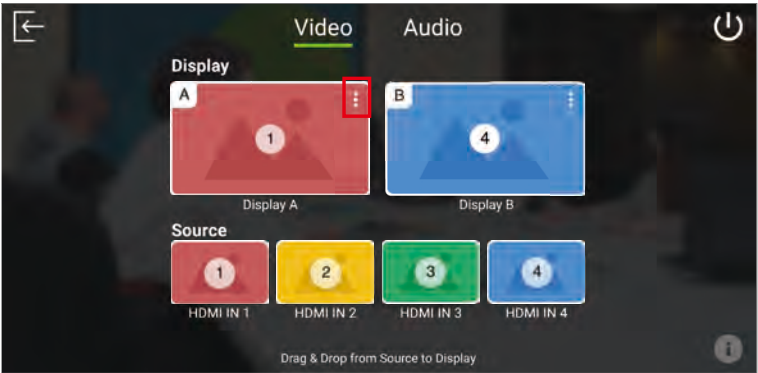 Video Audio
Display
A B
1 4
Display A Display B
Source
1 2 3 4
HDMI IN 1 HDMI IN 2 HDMI IN 3 HDMI IN 4
Drag & Drop from Source to Display
i